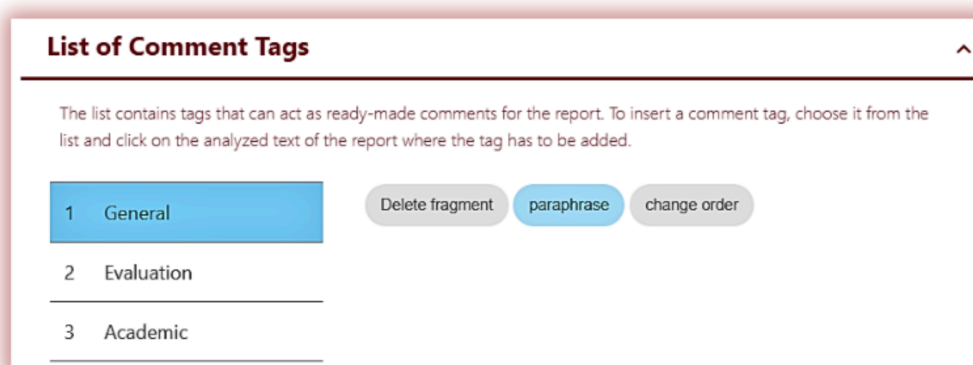 List of Comment Tags
The list contains tags that can act as ready-made comments for the report. To insert a comment tag, choose it from the
list and click on the analyzed text of the report where the tag has to be added.
1 General
Delete fragment paraphrase change order
2 Evaluation
3 Academic